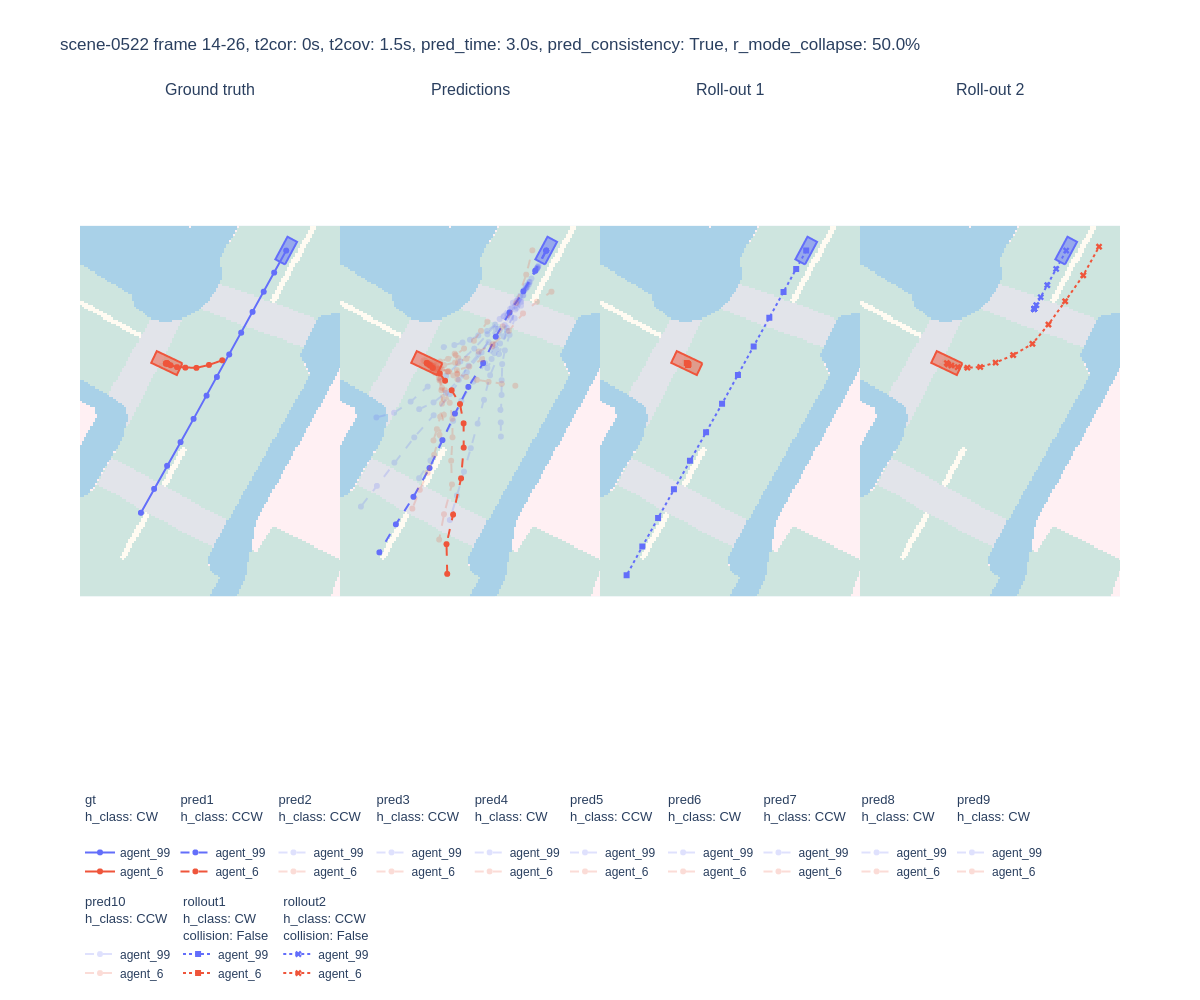 scene-0522 frame 14-26, t2cor: 0s, t2cov: 1.5s, pred_time: 3.0s, pred_consistency: True, r_mode_collapse: 50.0%
Ground truth Predictions Roll-out 1 Roll-out 2
gt pred1 pred2 pred3 pred4 pred5 pred6 pred7 pred8 pred9
h_class: CW h_class: CCW h_class: CCW h_class: CCW h_class: CW h_class: CCW h_class: CW h_class: CCW h_class: CW h_class: CW
agent_99 agent_99 agent_99 agent_99 agent_99 agent_99 agent_99 agent_99 agent_99 agent_99
agent_6 agent_6 agent_6 agent_6 agent_6 agent_6 agent_6 agent_6 agent_6 agent_6
pred10 rollout1 rollout2
h_class: CCW h_class: CW h_class: CCW
collision: False collision: False
agent_99 agent_99 agent_99
agent_6 agent_6 agent_6